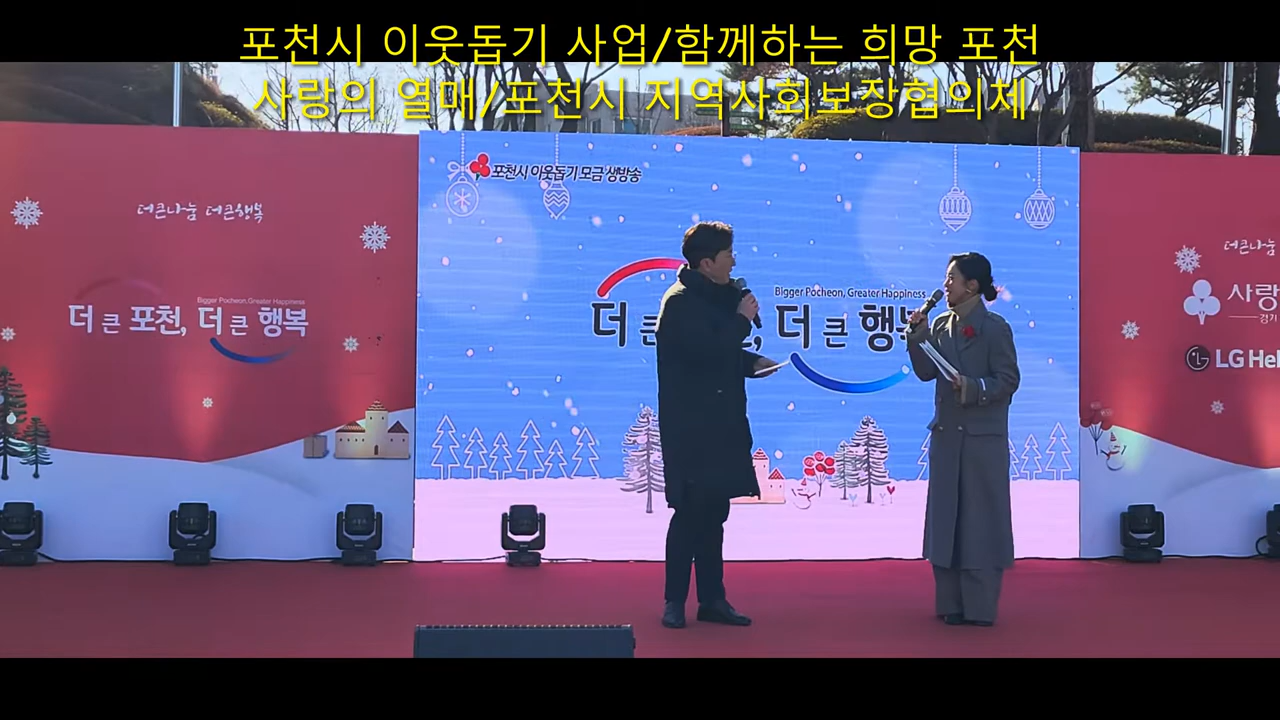 포천시 이웃돕기 사업/함께하는 희망 포천
사랑의 열매/포천시 지역사회보장협의체
포천시 이웃돕기 모금 생방송
더큰나눔 더큰행복
Bigger Pocheon, Greater Happiness
더 큰 포천, 더 큰 행복
Bigger Pocheon, Greater Happiness
더 큰 더 큰
더큰나눔
사랑
경기
LG Hel